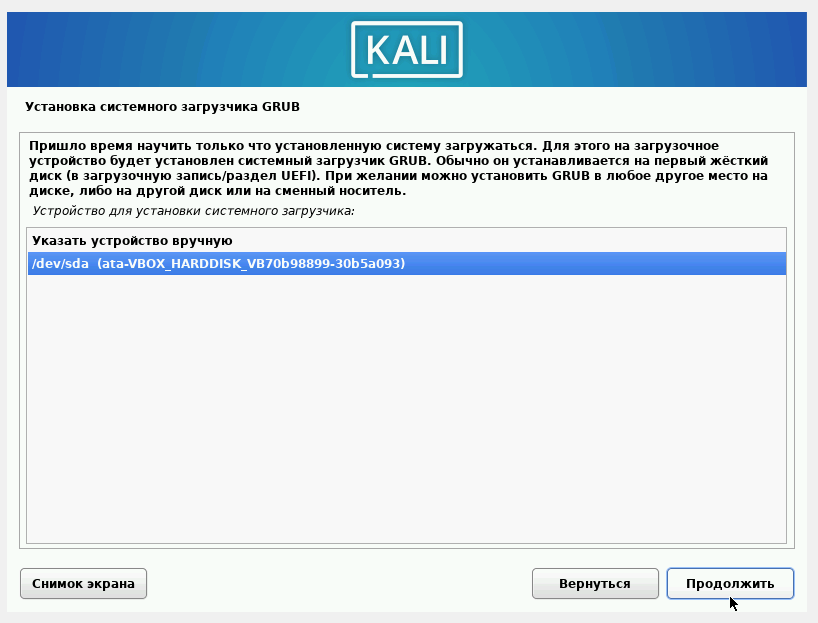 KALI
Установка системного загрузчика GRUB
Пришло время научить только что установленную систему загружаться. Для этого на загрузочное
устройство будет установлен системный загрузчик GRUB. Обычно он устанавливается на первый жёсткий
диск (в загрузочную запись/раздел UEFI). При желании можно установить GRUB в любое другое место на
диске, либо на другой диск или на сменный носитель.
Устройство для установки системного загрузчика:
Указать устройство вручную
/dev/sda  (ata-VBOX_HARDDISK_VB70b98899-30b5a093)
Снимок экрана
Вернуться
Продолжить